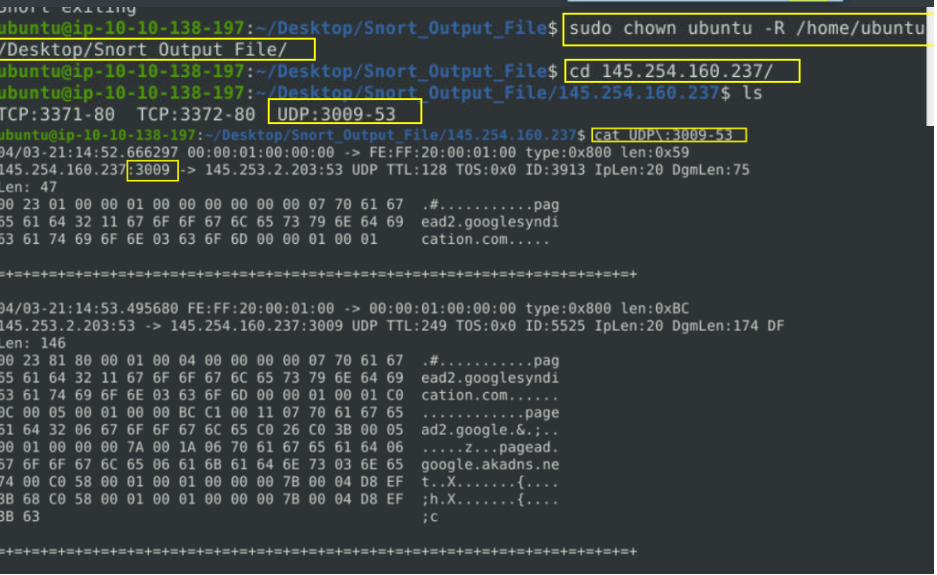 Snort exiting
ubuntu@ip-10-10-138-197:~/Desktop/Snort_Output_File$ sudo chown ubuntu -R /home/ubuntu
/Desktop/Snort_Output_File/
ubuntu@ip-10-10-138-197:~/Desktop/Snort_Output_File$ cd 145.254.160.237/
ubuntu@ip-10-10-138-197:~/Desktop/Snort_Output_File/145.254.160.237$ ls
TCP:3371-80 TCP:3372-80 UDP:3009-53
ubuntu@ip-10-10-138-197:~/Desktop/Snort_Output_File/145.254.160.237$ cat UDP\:3009-53
04/03-21:14:52.666297 00:00:01:00:00:00 -> FE:FF:20:00:01:00 type:0x800 len:0x59
145.254.160.237:3009 -> 145.253.2.203:53 UDP TTL:128 TOS:0x0 ID:3913 IpLen:20 DgmLen:75
Len: 47
00 23 01 00 00 01 00 00 00 00 00 00 07 70 61 67 .#...........pag
65 61 64 32 11 67 6F 6F 67 6C 65 73 79 6E 64 69 ead2.googlesyndi
63 61 74 69 6F 6E 03 63 6F 6D 00 00 01 00 01 cation.com.....
=+=+=+=+=+=+=+=+=+=+=+=+=+=+=+=+=+=+=+=+=+=+=+=+=+=+=+=+=+=+=+=+=+=+=+=+=+
04/03-21:14:53.495680 FE:FF:20:00:01:00 -> 00:00:01:00:00:00 type:0x800 len:0xBC
145.253.2.203:53 -> 145.254.160.237:3009 UDP TTL:249 TOS:0x0 ID:5525 IpLen:20 DgmLen:174 DF
Len: 146
00 23 81 80 00 01 00 04 00 00 00 00 07 70 61 67 .#...........pag
65 61 64 32 11 67 6F 6F 67 6C 65 73 79 6E 64 69 ead2.googlesyndi
63 61 74 69 6F 6E 03 63 6F 6D 00 00 01 00 01 C0 cation.com......
0C 00 05 00 01 00 00 BC C1 00 11 07 70 61 67 65 ............page
61 64 32 06 67 6F 6F 67 6C 65 C0 26 C0 3B 00 05 ad2.google.&.;..
00 01 00 00 00 7A 00 1A 06 70 61 67 65 61 64 06 .....z...pagead.
67 6F 6F 67 6C 65 06 61 6B 61 64 6E 73 03 6E 65 google.akadns.ne
74 00 C0 58 00 01 00 01 00 00 00 7B 00 04 D8 EF t..X.......{....
3B 68 C0 58 00 01 00 01 00 00 00 7B 00 04 D8 EF ;h.X.......{....
3B 63 ;c
=+=+=+=+=+=+=+=+=+=+=+=+=+=+=+=+=+=+=+=+=+=+=+=+=+=+=+=+=+=+=+=+=+=+=+=+=+